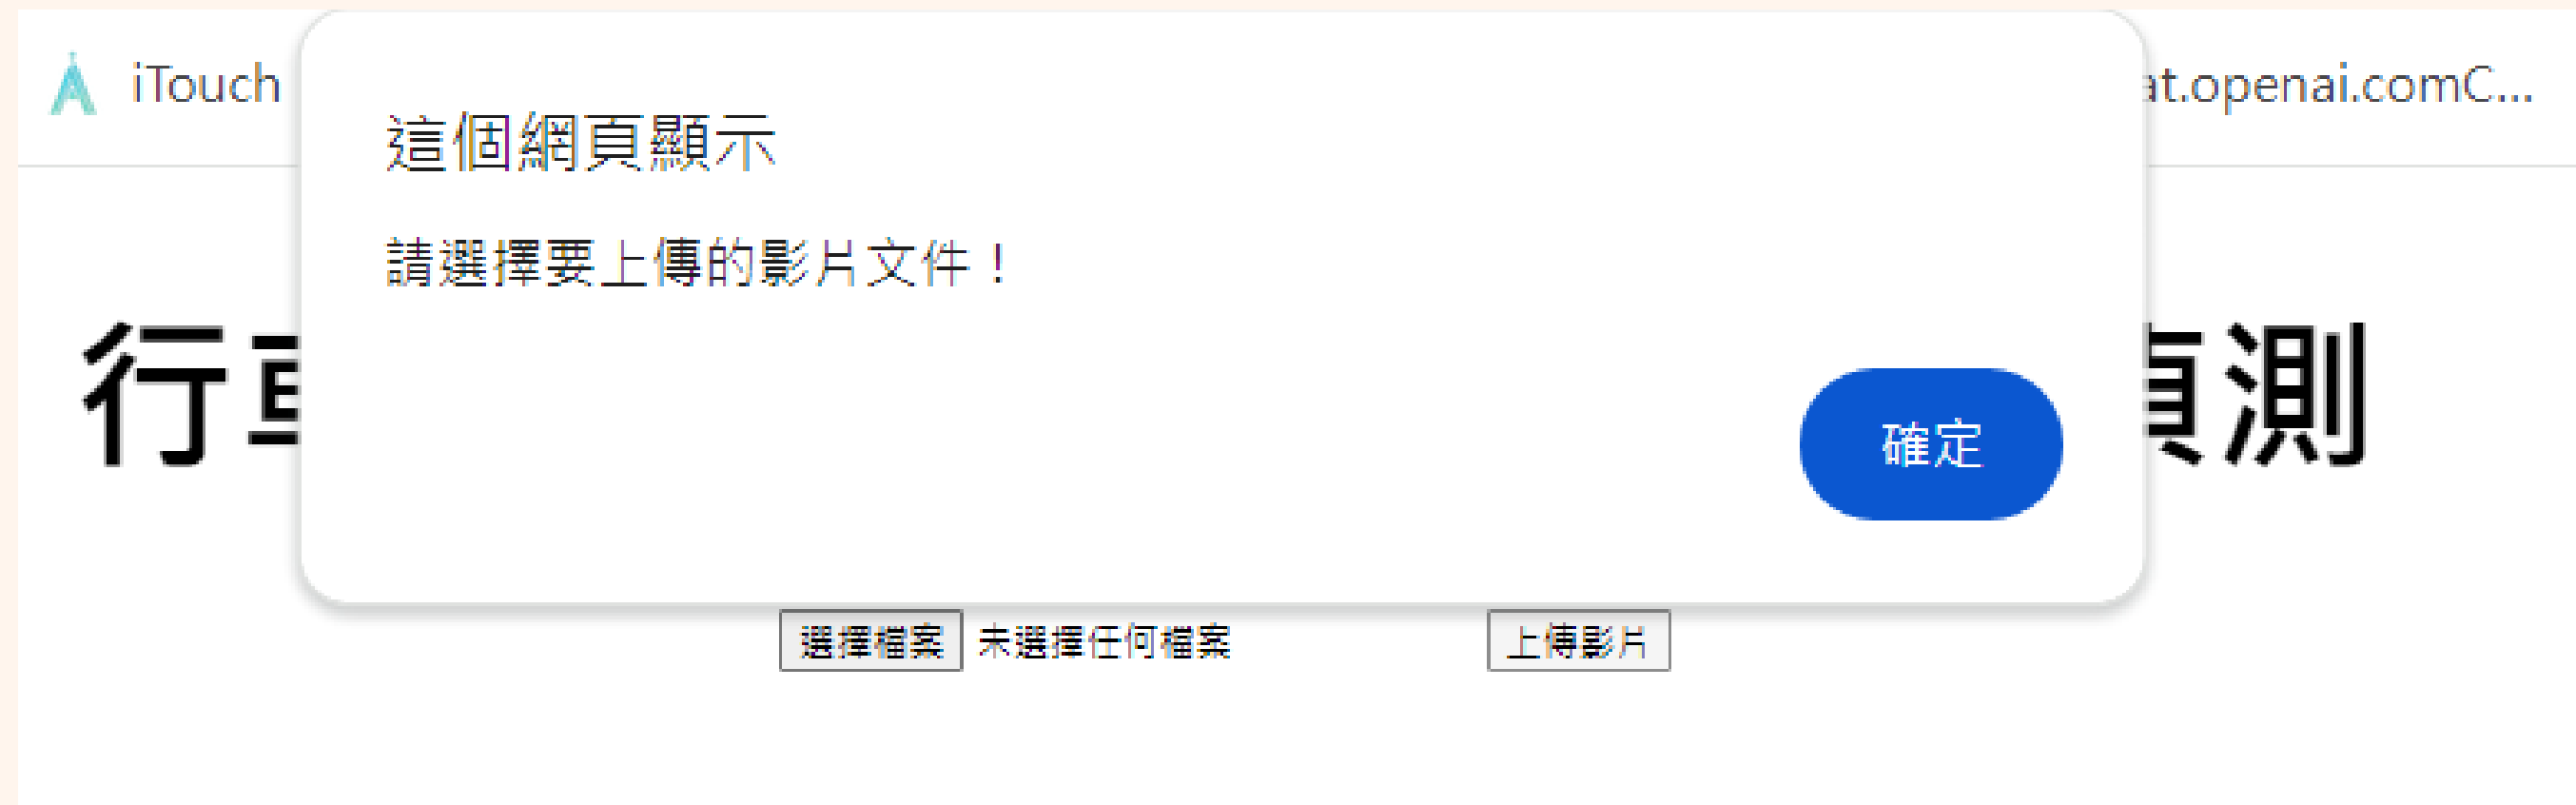 iTouch
at.openai.comC...
這個網頁顯示
請選擇要上傳的影片文件！
行
測
確定
選擇檔案 未選擇任何檔案
上傳影片